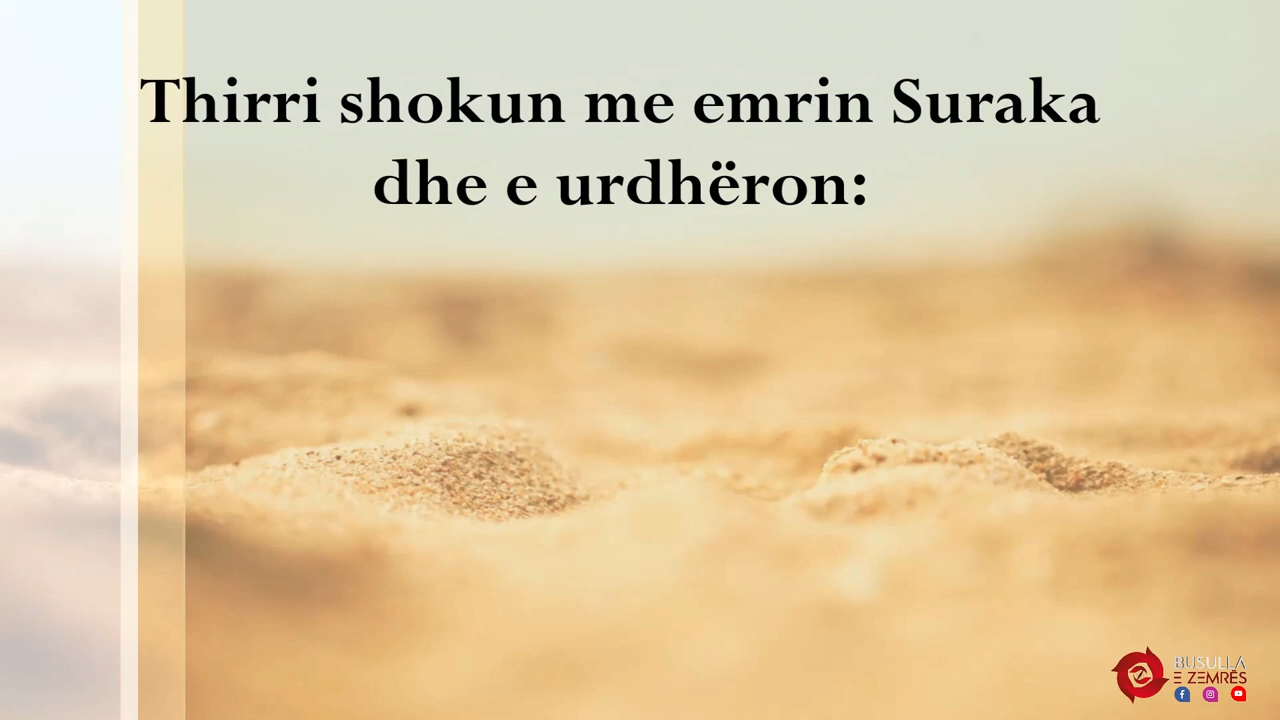 Thirri shokun me emrin Suraka
dhe e urdhëron:
BUSULLA
E ZEMRËS